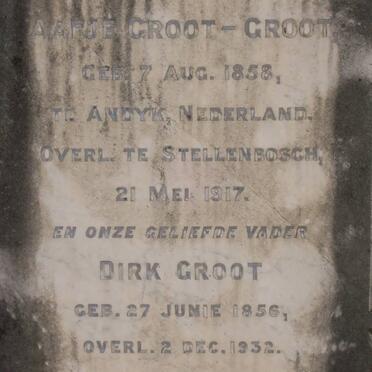 AAFJE GROOT-GROOT,
GEB. 7 AUG. 1858,
TE ANDYK, NEDERLAND.
OVERL. TE STELLENBOSCH,
21 MEI. 1917.
EN ONZE GELIEFDE VADER
DIRK GROOT
GEB. 27 JUNIE 1856,
OVERL. 2 DEC. 1932.